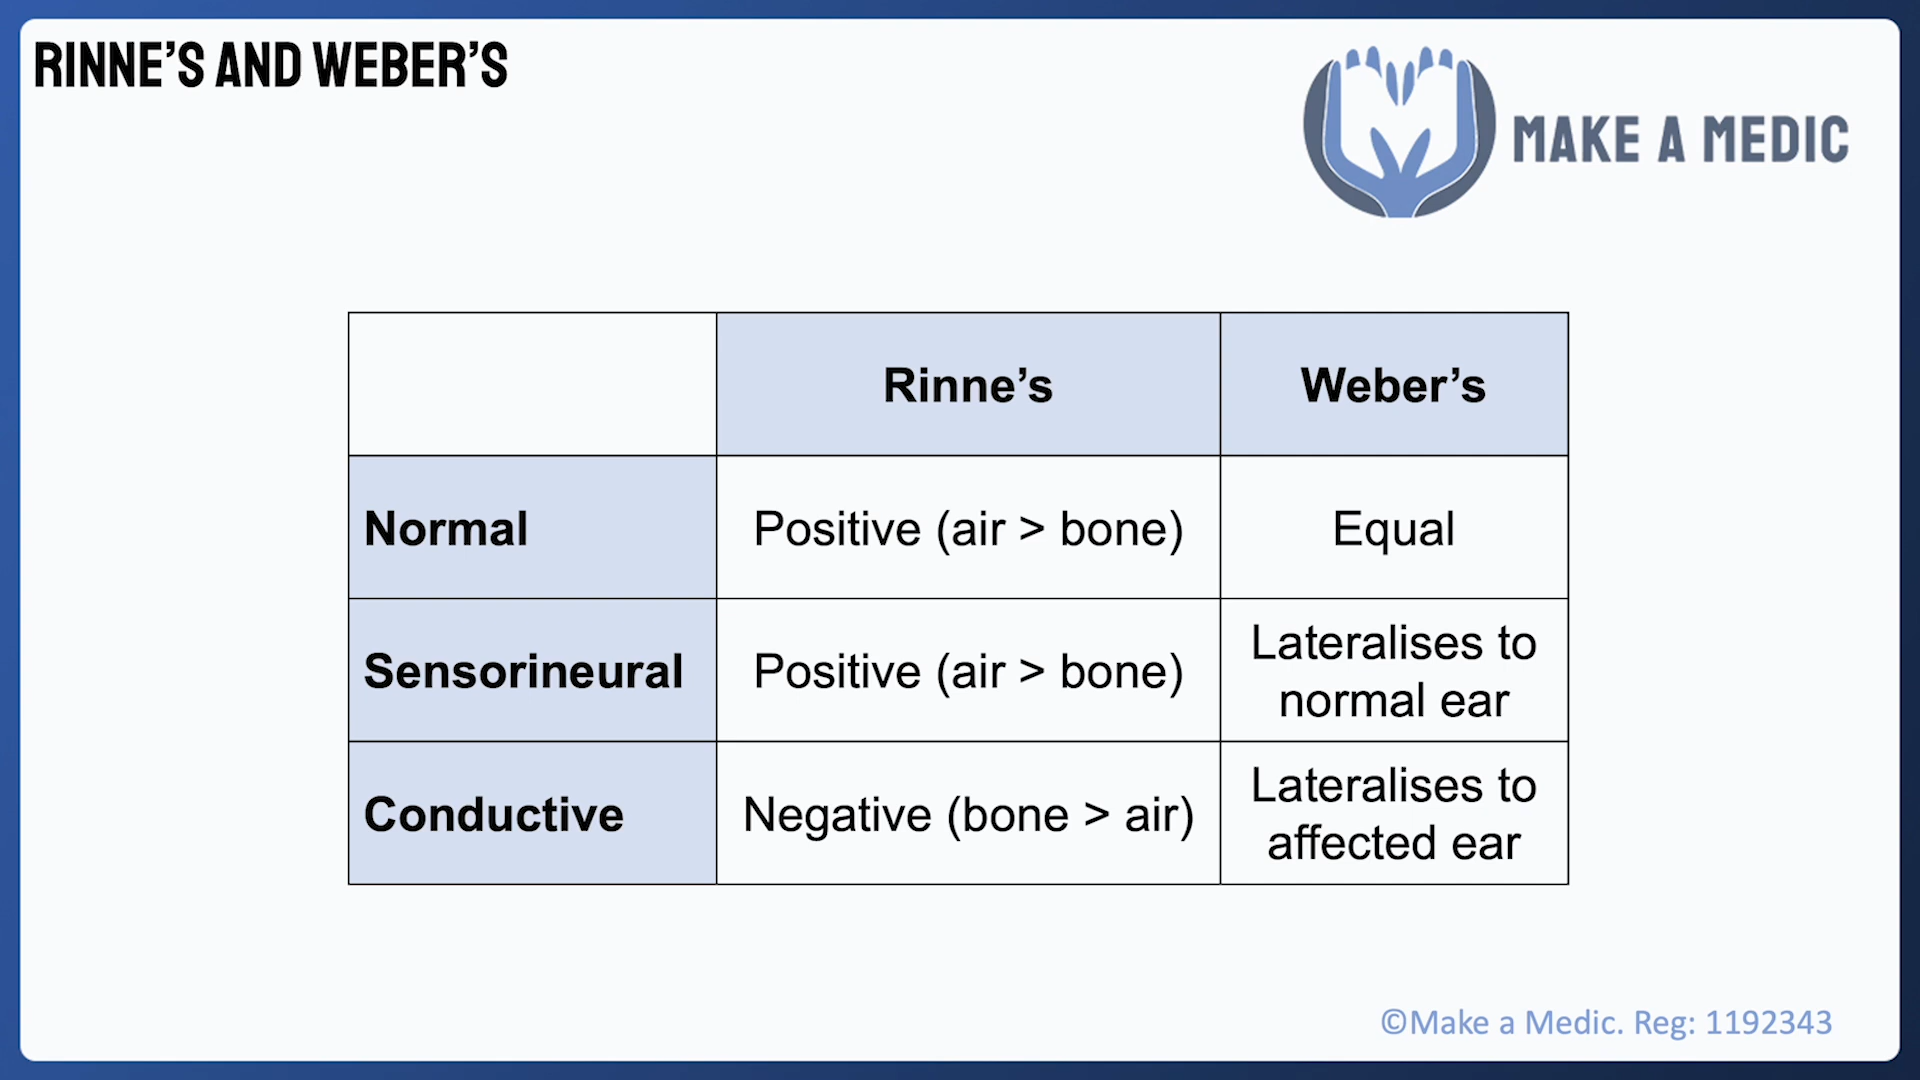 RINNE’S AND WEBER’S
MAKE A MEDIC
Rinne’s
Weber’s
Normal
Positive (air > bone)
Equal
Sensorineural
Positive (air > bone)
Lateralises to
normal ear
Conductive
Negative (bone > air)
Lateralises to
affected ear
©Make a Medic. Reg: 1192343